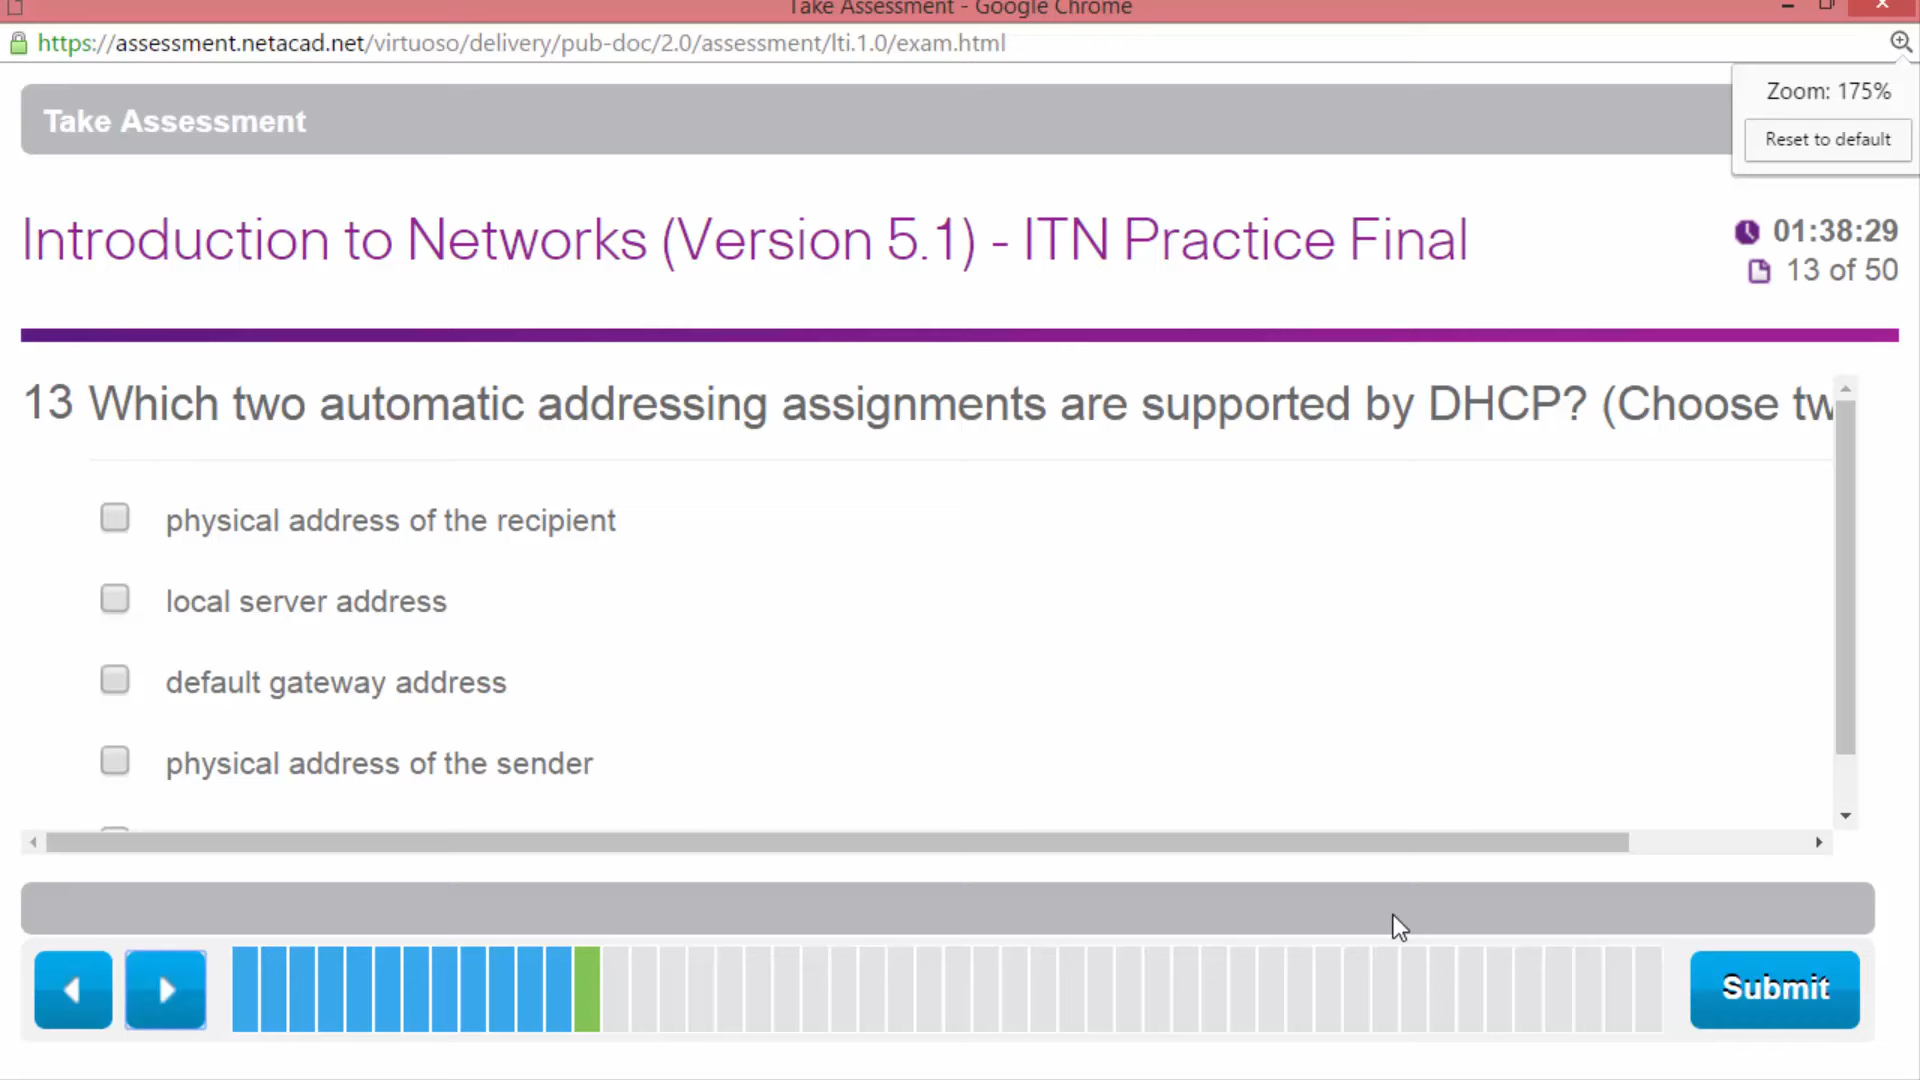 Take Assessment - Google Chrome
https://assessment.netacad.net/virtuoso/delivery/pub-doc/2.0/assessment/lti.1.0/exam.html
Zoom: 175%
Reset to default
Take Assessment
Introduction to Networks (Version 5.1) - ITN Practice Final
01:38:29
13 of 50
13 Which two automatic addressing assignments are supported by DHCP? (Choose tw
physical address of the recipient
local server address
default gateway address
physical address of the sender
Submit